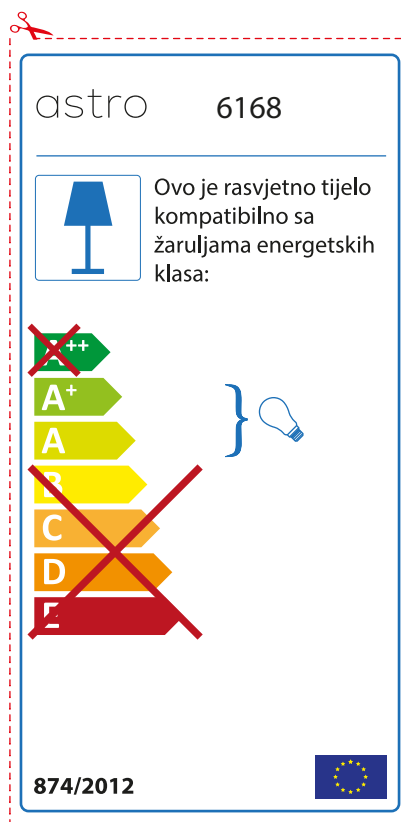 astro 6168
Ovo je rasvjetno tijelo
kompatibilno sa
žaruljama energetskih
klasa:
A++
A+
A
B
C
D
E
874/2012